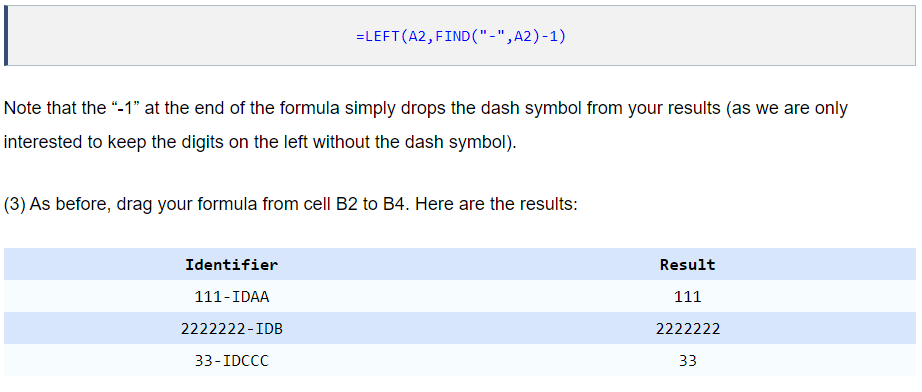 =LEFT(A2,FIND("-",A2)-1)
Note that the “-1” at the end of the formula simply drops the dash symbol from your results (as we are only
interested to keep the digits on the left without the dash symbol).
(3) As before, drag your formula from cell B2 to B4. Here are the results:
Identifier Result
111-IDAA 111
2222222-IDB 2222222
33-IDCCC 33